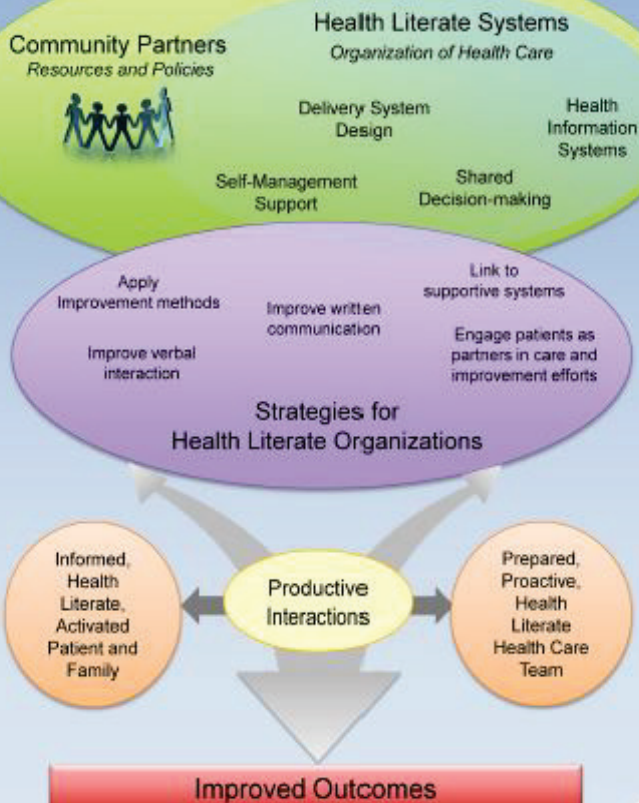 Community Partners
Resources and Policies
Health Literate Systems
Organization of Health Care
Delivery System
Design
Health
Information
Systems
Self-Management
Support
Shared
Decision-making
Apply
Improvement methods
Improve written
communication
Link to
supportive systems
Improve verbal
interaction
Engage patients as
partners in care and
improvement efforts
Strategies for
Health Literate Organizations
Informed,
Health
Literate,
Activated
Patient and
Family
Productive
Interactions
Prepared,
Proactive,
Health
Literate
Health Care
Team
Improved Outcomes